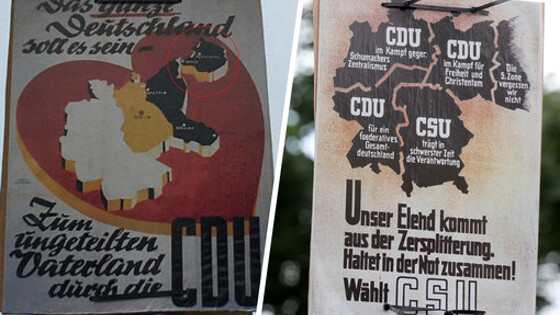 Das ganze
Deutschland
soll es sein-
Zum
ungeteilten
Vaterland
durch die CDU
CDU
im Kampf gegen
Schumachers
Zentralismus
CDU
im Kampf für
Freiheit und
Christentum
Die
5. Zone
vergessen
wir
nicht
CDU
für ein
foederatives
Gesamt-
deutschland
CSU
trägt in
schwerster Zeit
die Verantwortung
Unser Elend kommt
aus der Zersplitterung.
Haltet in der Not zusammen!
Wählt CSU